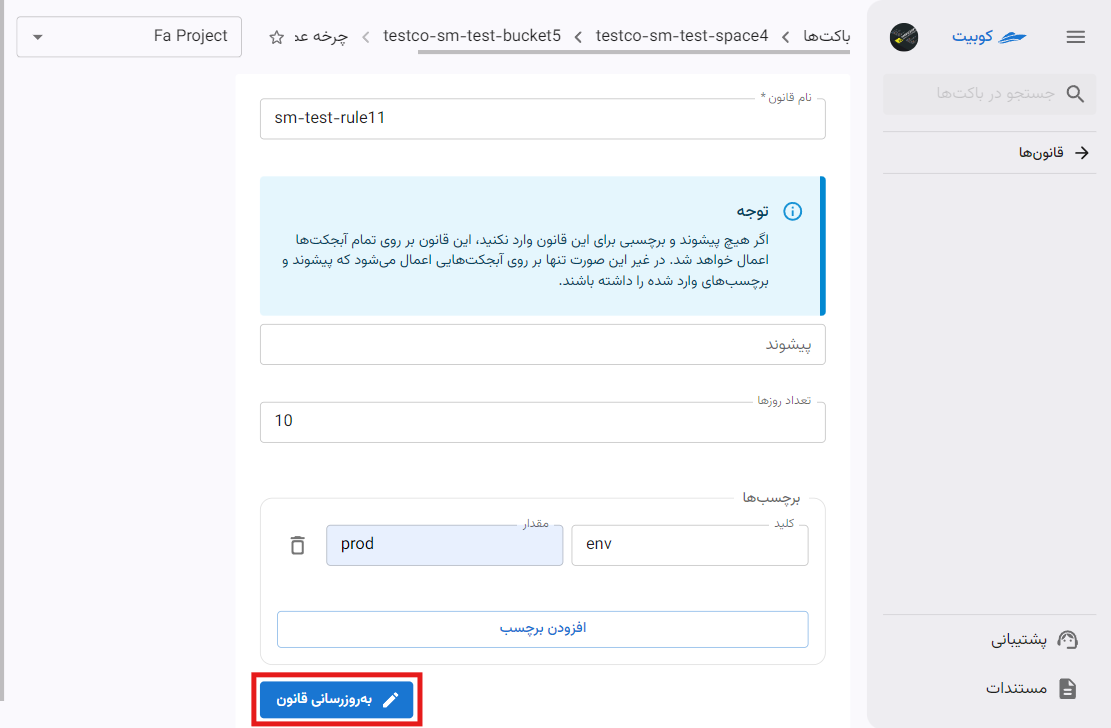 کوبیت
جستجو در باکت‌ها
قانون‌ها
پشتیبانی
مستندات
باکت‌ها
testco-sm-test-space4
testco-sm-test-bucket5
چرخه عم
Fa Project
نام قانون *
sm-test-rule11
توجه
اگر هیچ پیشوند و برچسبی برای این قانون وارد نکنید، این قانون بر روی تمام آبجکت‌ها
اعمال خواهد شد. در غیر این صورت تنها بر روی آبجکت‌هایی اعمال می‌شود که پیشوند و
برچسب‌های وارد شده را داشته باشند.
پیشوند
تعداد روزها
10
برچسب‌ها
کلید
env
مقدار
prod
افزودن برچسب
به‌روزرسانی قانون